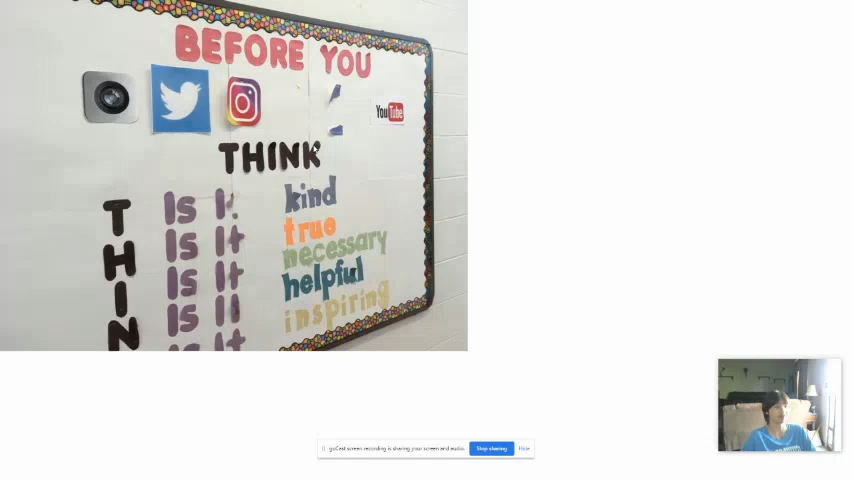 BEFORE YOU
YouTube
THINK
T Is kind
H Is It true
I Is It necessary
N Is It helpful
Is It inspiring
goCast screen recording is sharing your screen and audio. Stop sharing Hide